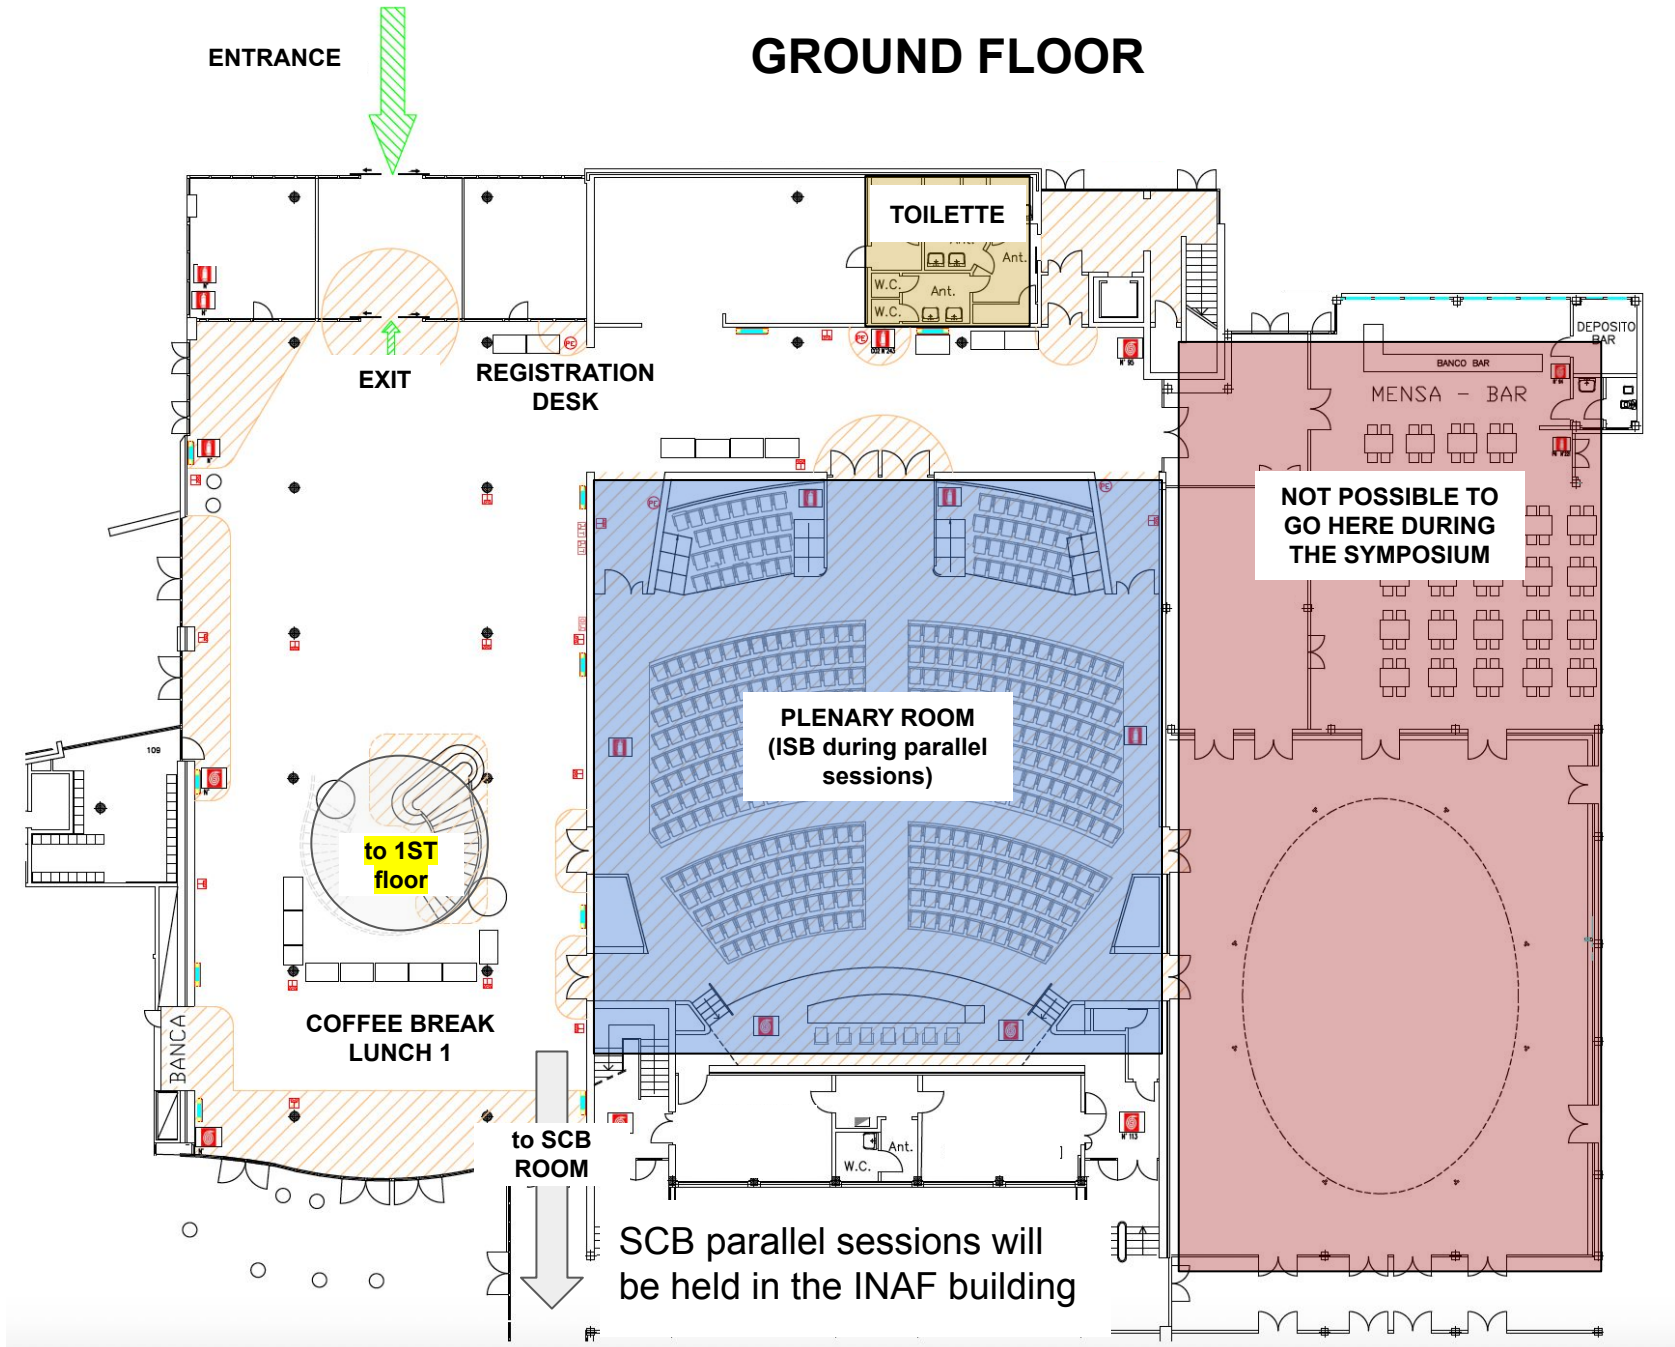 GROUND FLOOR
ENTRANCE
TOILETTE
Ant.
Ant.
W.C.
Ant.
W.C.
EXIT
REGISTRATION
DESK
DEPOSITO
BAR
BANCO BAR
MENSA - BAR
NOT POSSIBLE TO
GO HERE DURING
THE SYMPOSIUM
PLENARY ROOM
(ISB during parallel
sessions)
109
to 1ST
floor
COFFEE BREAK
LUNCH 1
BANCA
to SCB
ROOM
Ant.
W.C.
N° 113
SCB parallel sessions will
be held in the INAF building